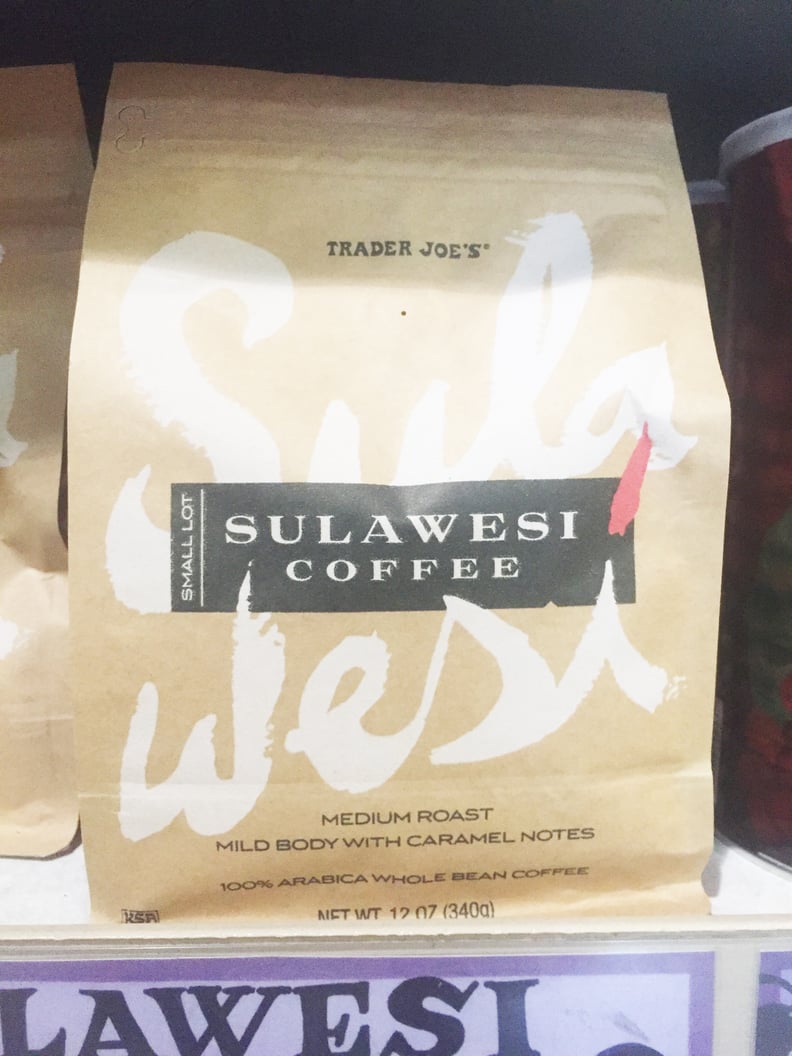 TRADER JOE'S®
Sula
SMALL LOT
SULAWESI
COFFEE
wesi
MEDIUM ROAST
MILD BODY WITH CARAMEL NOTES
100% ARABICA WHOLE BEAN COFFEE
KSA
NET WT. 12 OZ (340g)
LAWESI